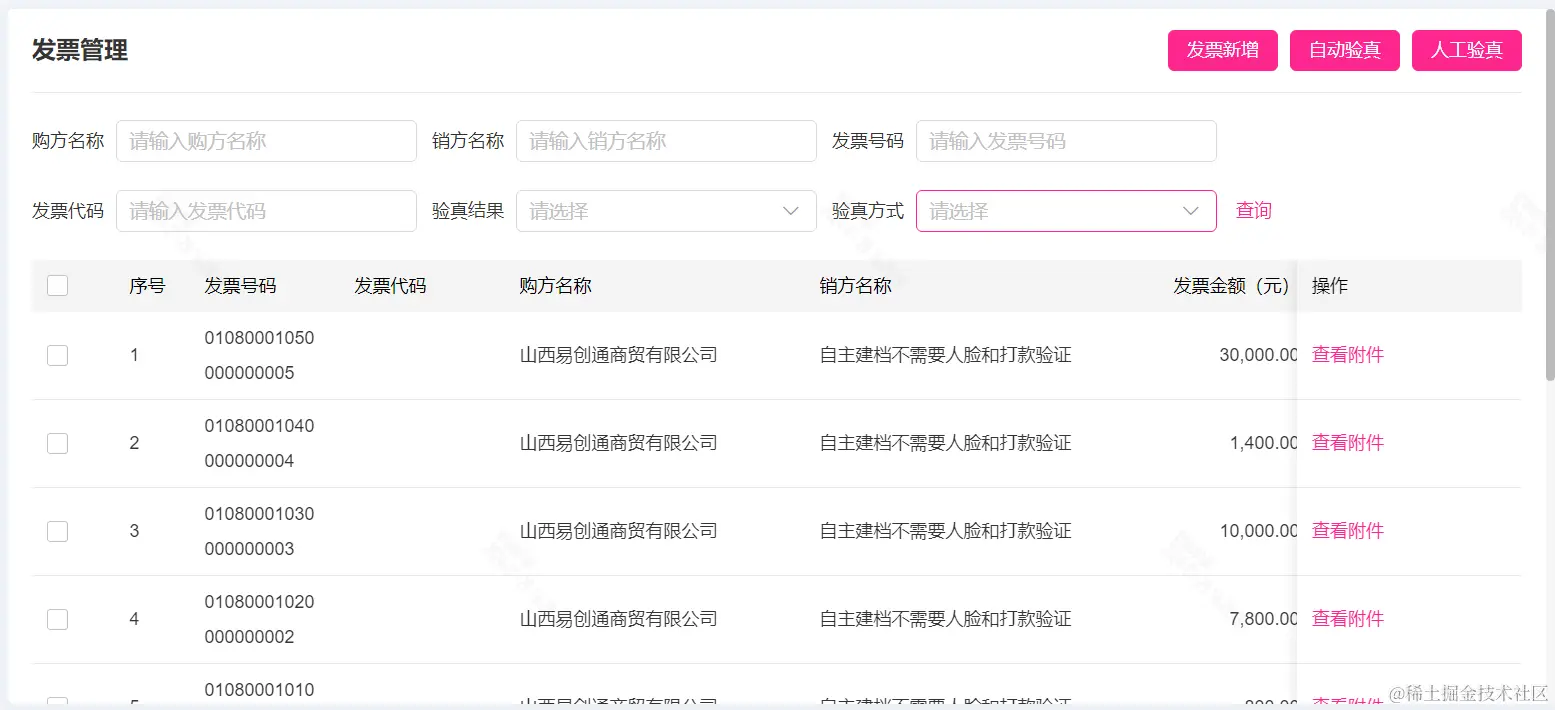 发票管理
发票新增 自动验真 人工验真
购方名称 请输入购方名称 销方名称 请输入销方名称 发票号码 请输入发票号码
发票代码 请输入发票代码 验真结果 请选择 验真方式 请选择 查询
序号 发票号码 发票代码 购方名称 销方名称 发票金额（元） 操作
01080001050
1 山西易创通商贸有限公司 自主建档不需要人脸和打款验证 30,000.00 查看附件
000000005
01080001040
2 山西易创通商贸有限公司 自主建档不需要人脸和打款验证 1,400.00 查看附件
000000004
01080001030
3 山西易创通商贸有限公司 自主建档不需要人脸和打款验证 10,000.00 查看附件
000000003
01080001020
4 山西易创通商贸有限公司 自主建档不需要人脸和打款验证 7,800.00 查看附件
000000002
01080001010
@稀土掘金技术社区